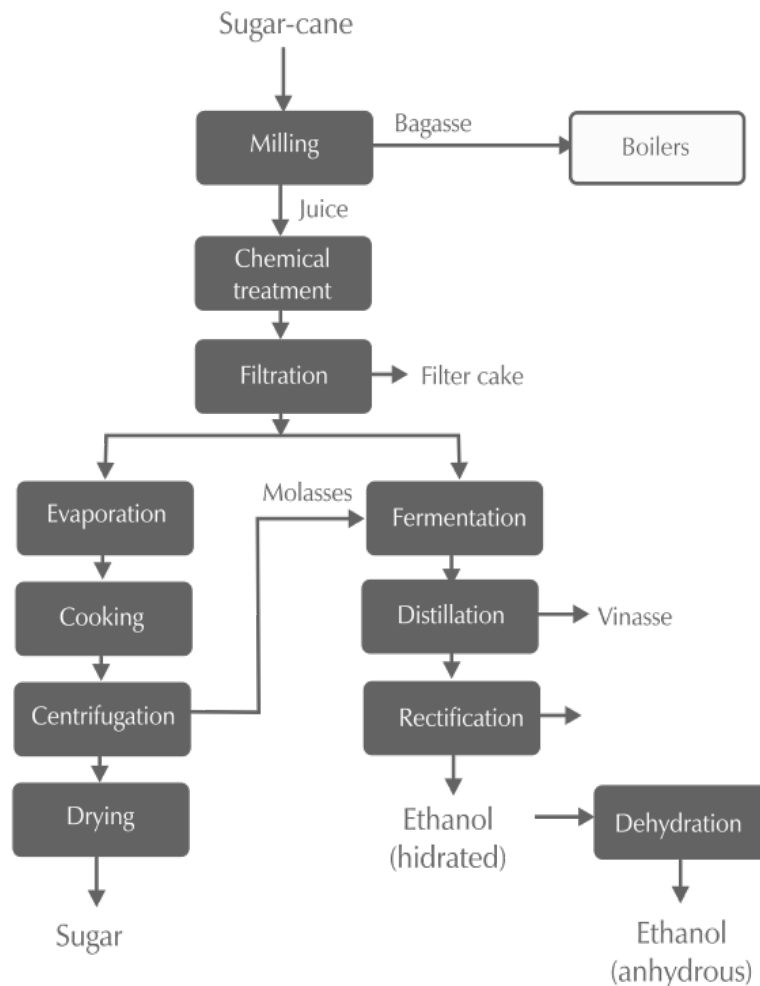 Sugar-cane
Milling
Bagasse
Boilers
Juice
Chemical
treatment
Filtration
Filter cake
Evaporation
Molasses
Fermentation
Cooking
Distillation
Vinasse
Centrifugation
Rectification
Drying
Ethanol
(hidrated)
Dehydration
Sugar
Ethanol
(anhydrous)